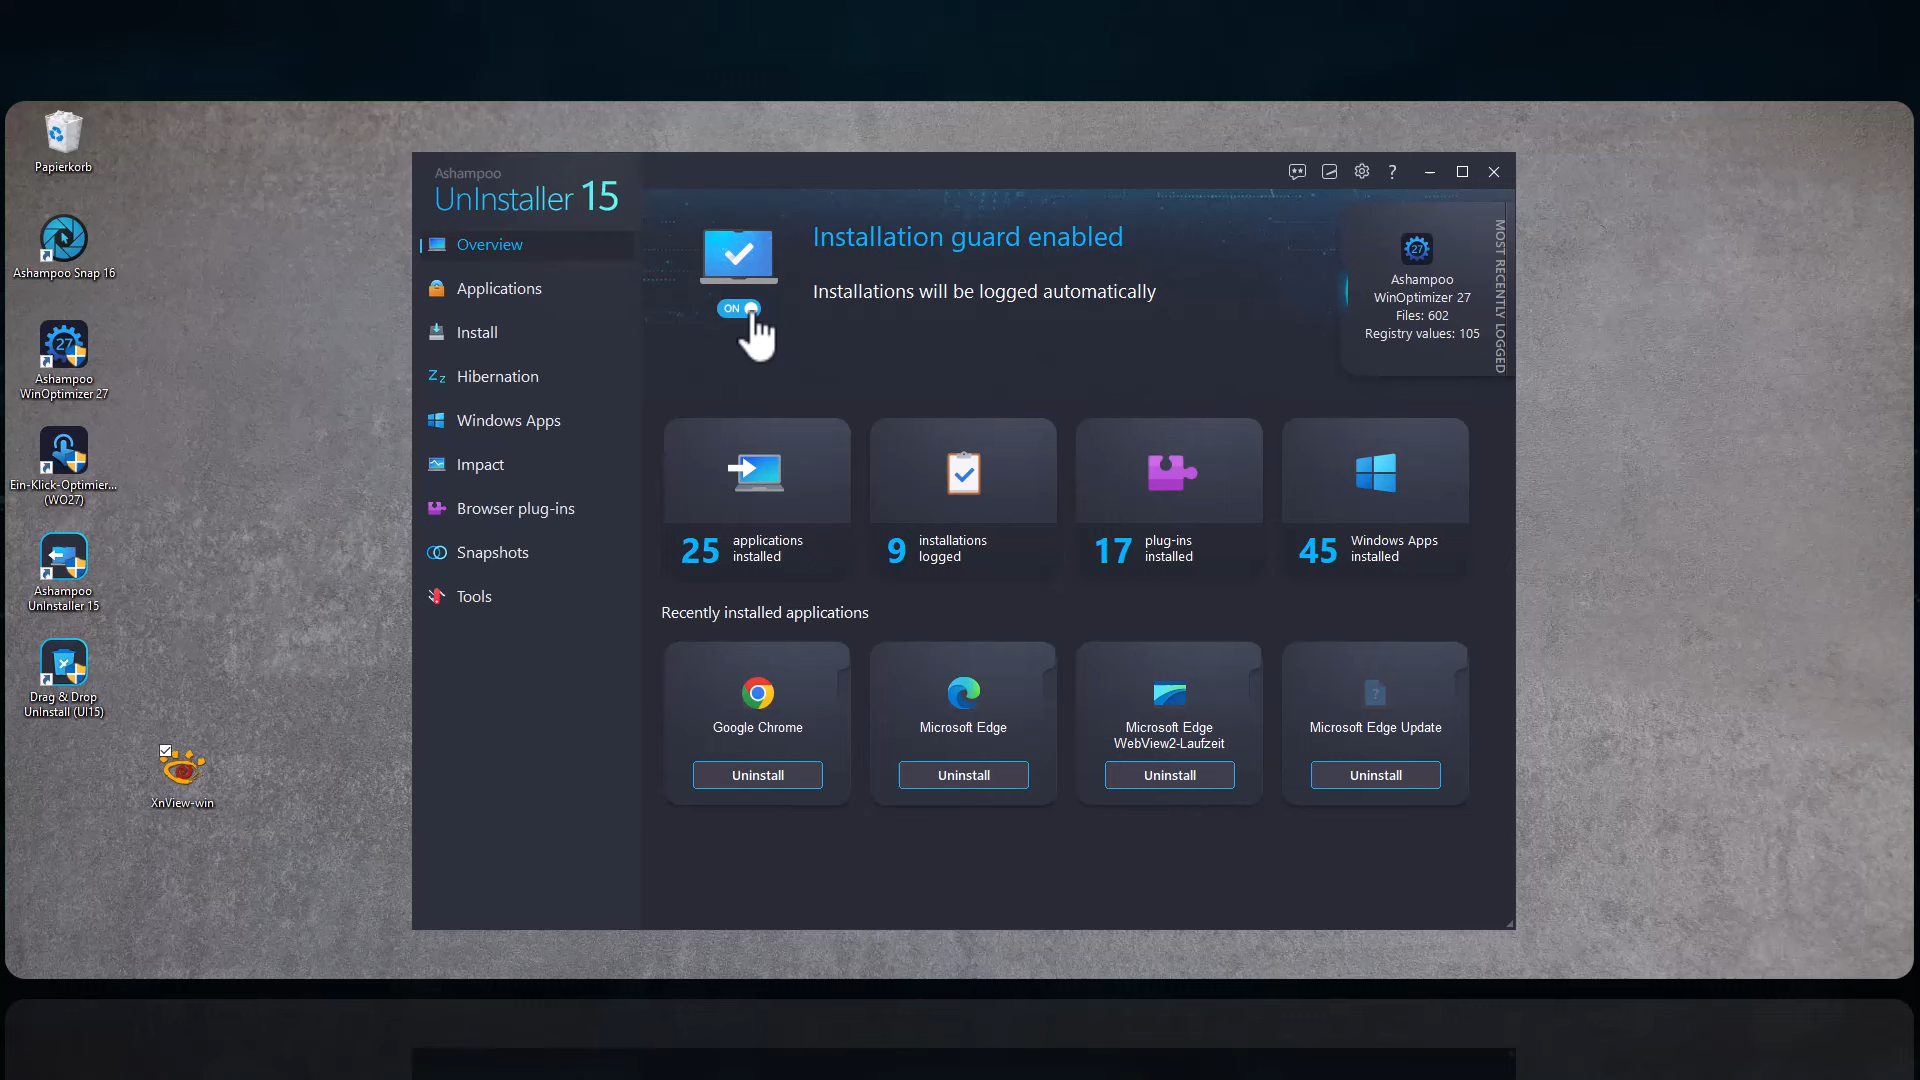 Papierkorb
Ashampoo Snap 16
27
Ashampoo
WinOptimizer 27
Ein-Klick-Optimier...
(WO27)
Ashampoo
UnInstaller 15
Drag & Drop
UnInstall (UI15)
XnView-win
Ashampoo
UnInstaller 15
Overview
Applications
Install
Hibernation
Windows Apps
Impact
Browser plug-ins
Snapshots
Tools
ON
Installation guard enabled
Installations will be logged automatically
27
Ashampoo
WinOptimizer 27
Files: 602
Registry values: 105
MOST RECENTLY LOGGED
25 applications installed
9 installations logged
17 plug-ins installed
45 Windows Apps installed
Recently installed applications
Google Chrome
Uninstall
Microsoft Edge
Uninstall
Microsoft Edge
WebView2-Laufzeit
Uninstall
Microsoft Edge Update
Uninstall